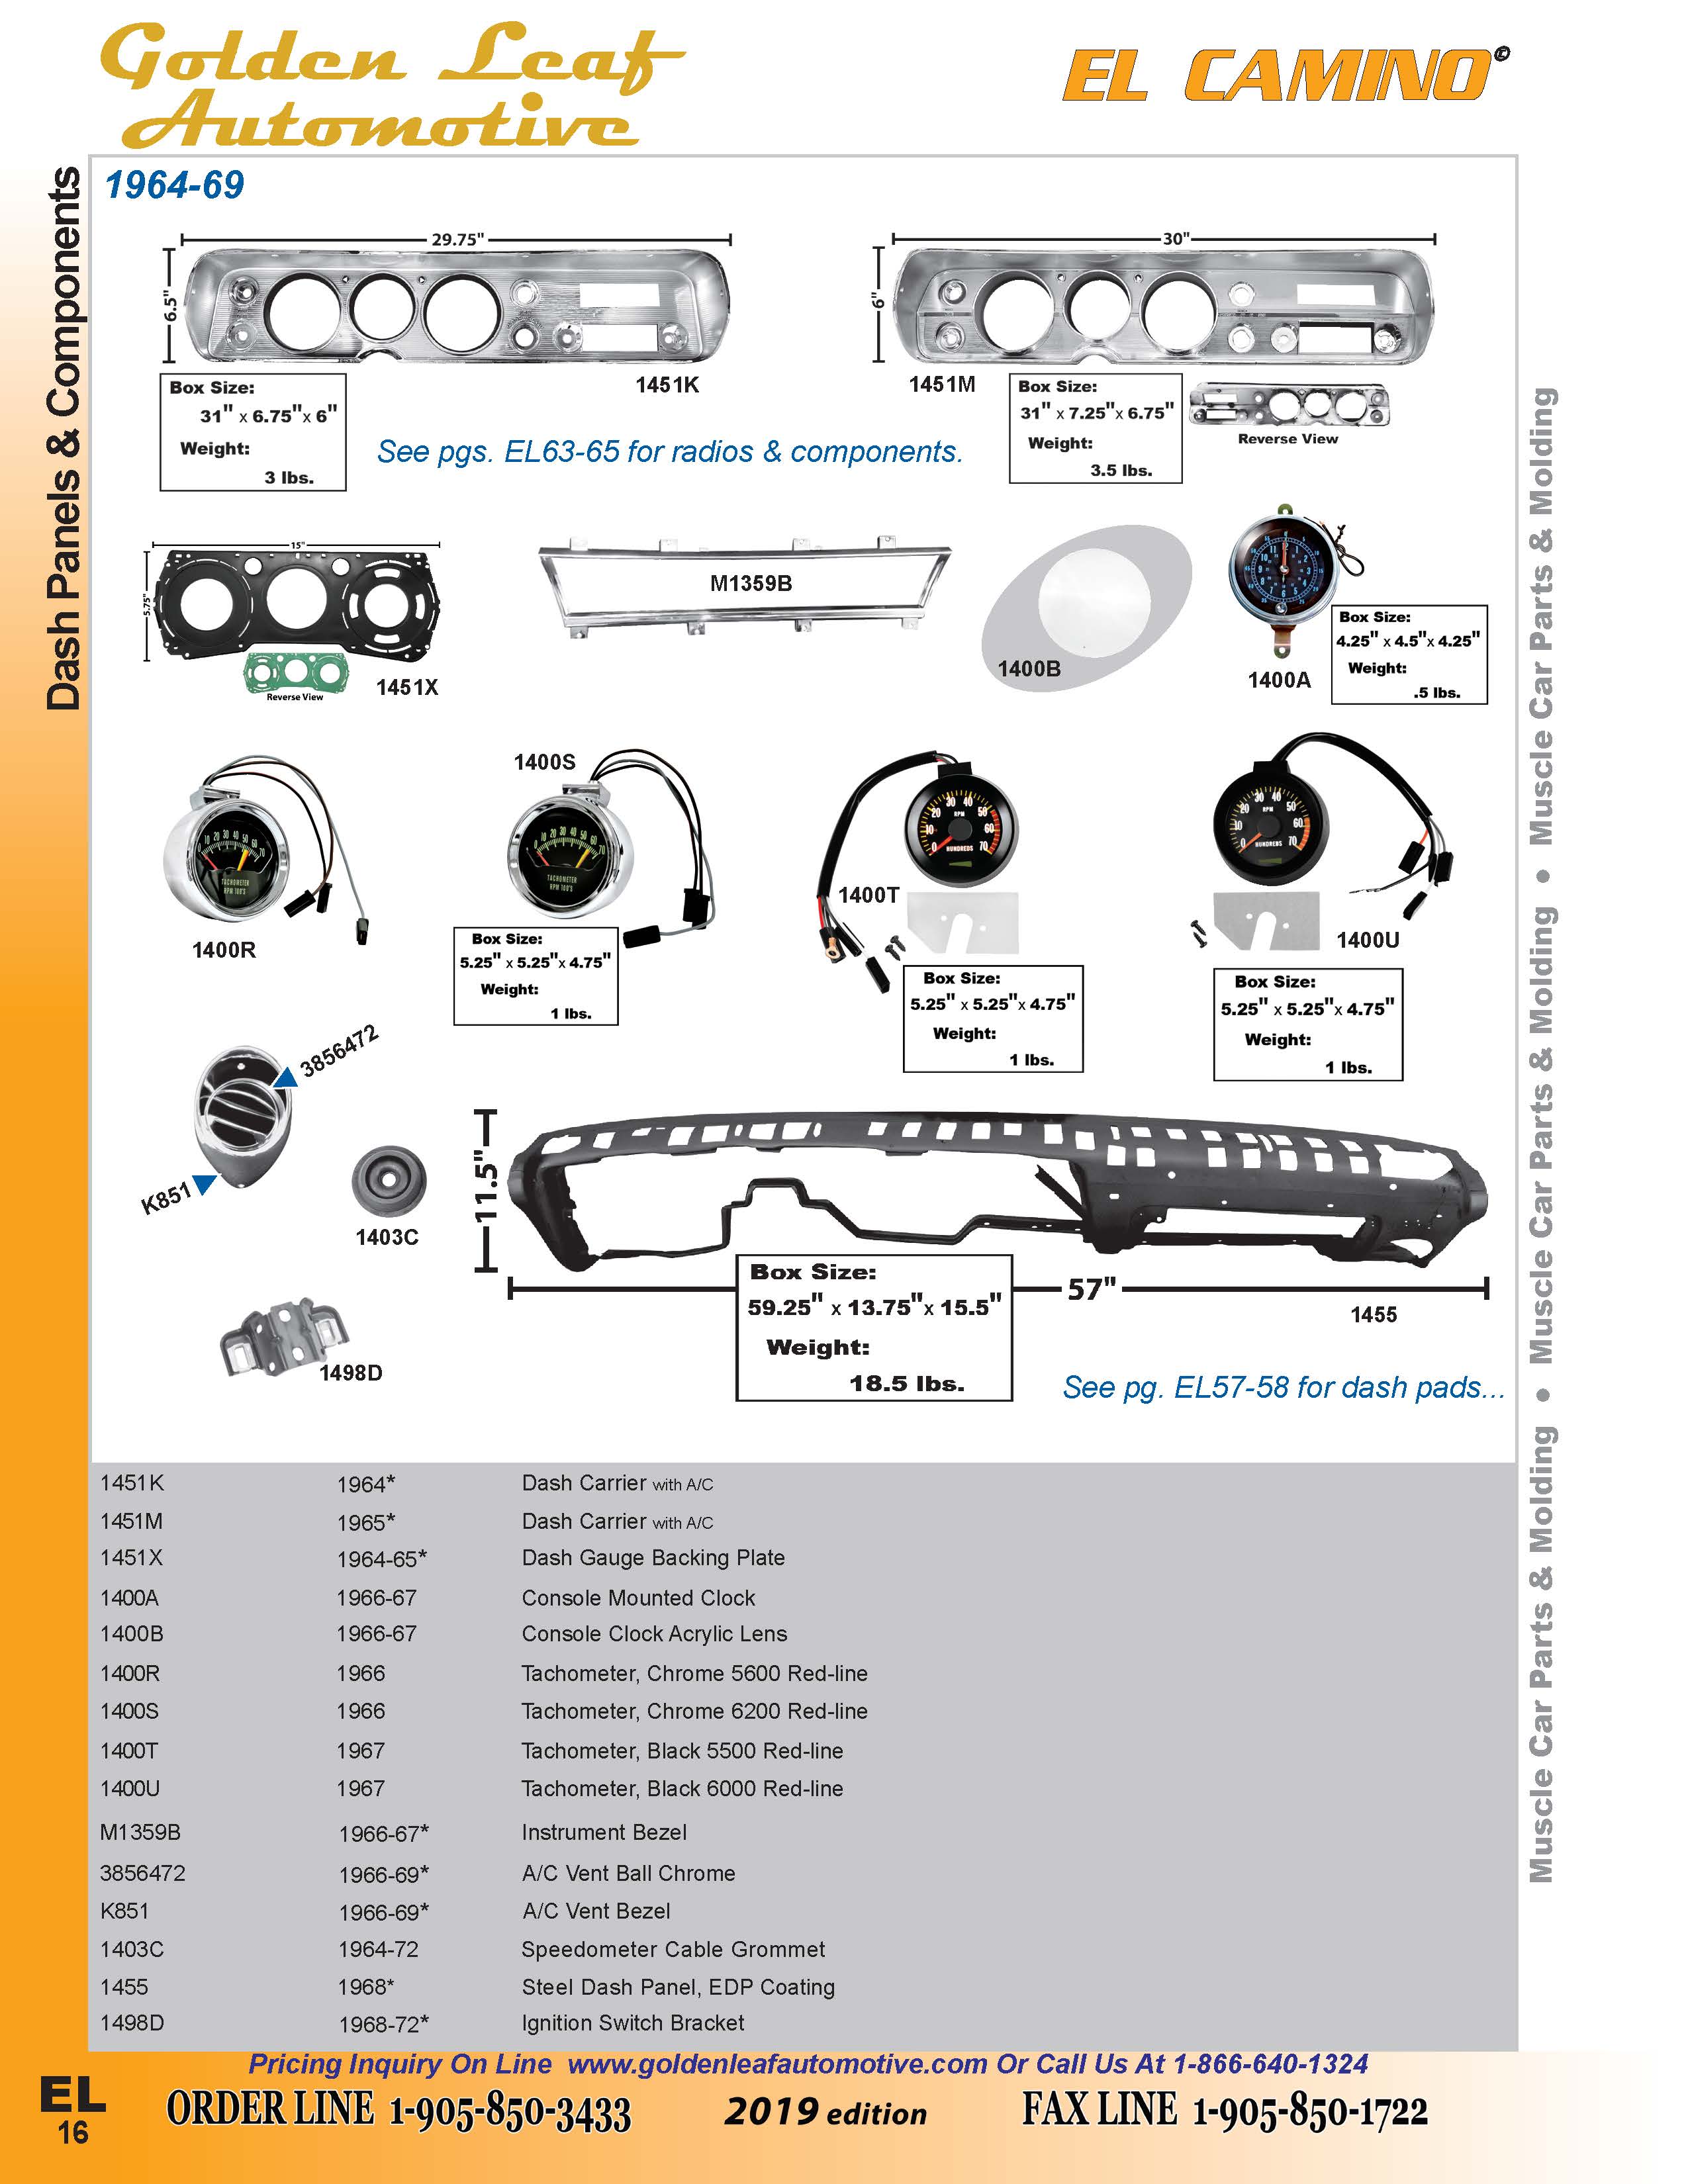 Golden Leaf
Automotive
EL CAMINO©
Dash Panels & Components
1964-69
29.75"
6.5"
30"
6"
1451K
1451M
Box Size:
31" x 6.75"x 6"
Weight:
3 lbs.
Box Size:
31" x 7.25"x 6.75"
Weight:
3.5 lbs.
Reverse View
See pgs. EL63-65 for radios & components.
15"
5.75"
Reverse View
1451X
M1359B
1400B
1400A
Box Size:
4.25" x 4.5"x 4.25"
Weight:
.5 lbs.
1400R
1400S
TACHOMETER
RPM 100'S
TACHOMETER
RPM 100'S
Box Size:
5.25" x 5.25"x 4.75"
Weight:
1 lbs.
RPM
HUNDREDS
1400T
Box Size:
5.25" x 5.25"x 4.75"
Weight:
1 lbs.
RPM
HUNDREDS
1400U
Box Size:
5.25" x 5.25"x 4.75"
Weight:
1 lbs.
3856472
K851
1403C
11.5"
57"
Box Size:
59.25" x 13.75"x 15.5"
Weight:
18.5 lbs.
1455
1498D
See pg. EL57-58 for dash pads...
1451K 1964* Dash Carrier with A/C
1451M 1965* Dash Carrier with A/C
1451X 1964-65* Dash Gauge Backing Plate
1400A 1966-67 Console Mounted Clock
1400B 1966-67 Console Clock Acrylic Lens
1400R 1966 Tachometer, Chrome 5600 Red-line
1400S 1966 Tachometer, Chrome 6200 Red-line
1400T 1967 Tachometer, Black 5500 Red-line
1400U 1967 Tachometer, Black 6000 Red-line
M1359B 1966-67* Instrument Bezel
3856472 1966-69* A/C Vent Ball Chrome
K851 1966-69* A/C Vent Bezel
1403C 1964-72 Speedometer Cable Grommet
1455 1968* Steel Dash Panel, EDP Coating
1498D 1968-72* Ignition Switch Bracket
Muscle Car Parts & Molding • Muscle Car Parts & Molding • Muscle Car Parts & Molding
Pricing Inquiry On Line www.goldenleafautomotive.com Or Call Us At 1-866-640-1324
EL
16
ORDER LINE 1-905-850-3433 2019 edition FAX LINE 1-905-850-1722